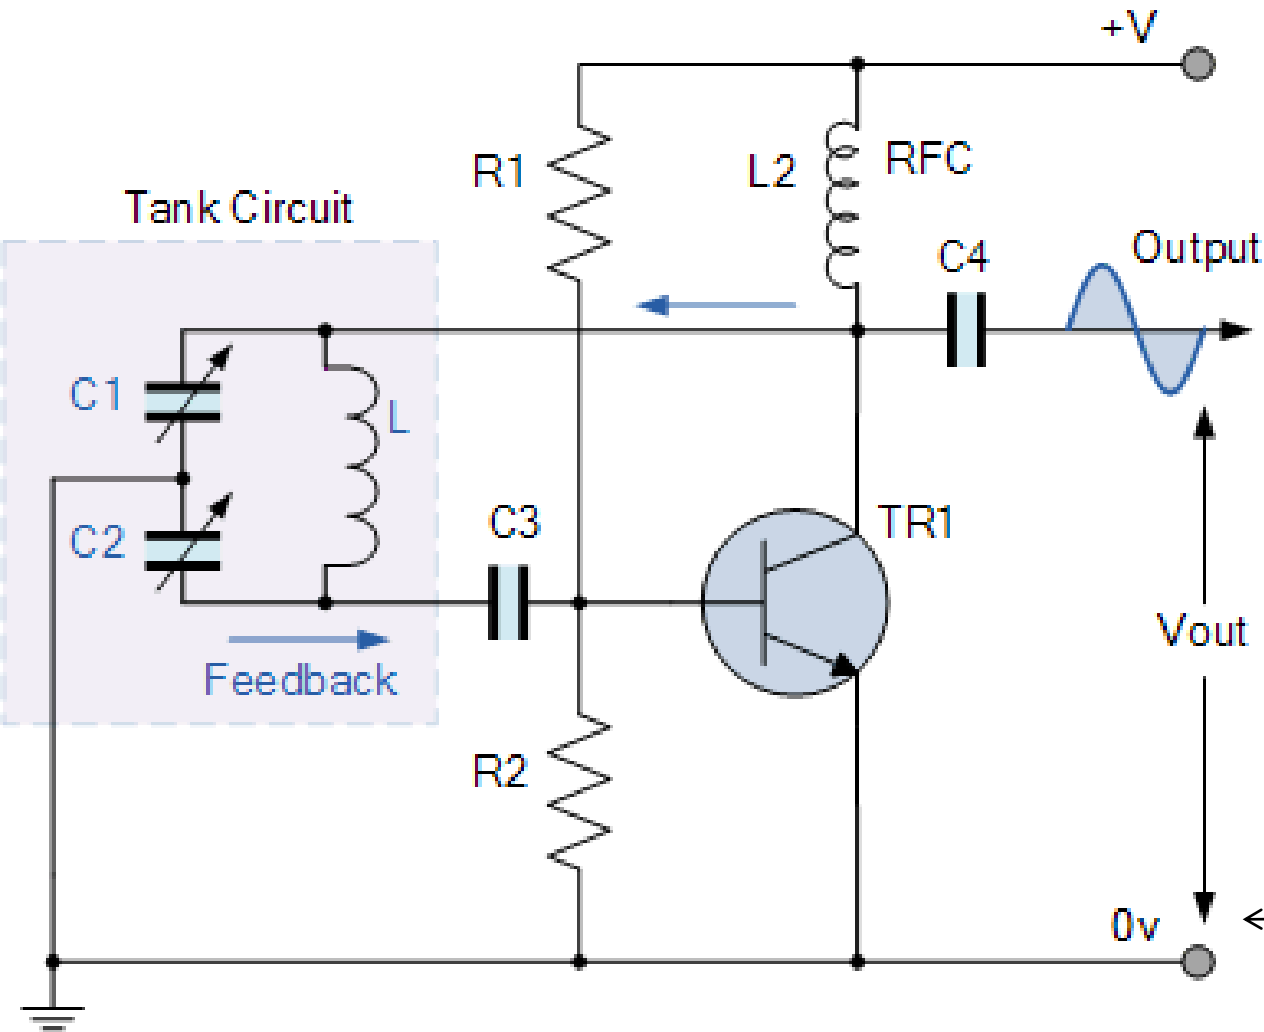 +V
R1
L2
RFC
Tank Circuit
C4
Output
C1
L
C3
TR1
C2
Vout
Feedback
R2
0v